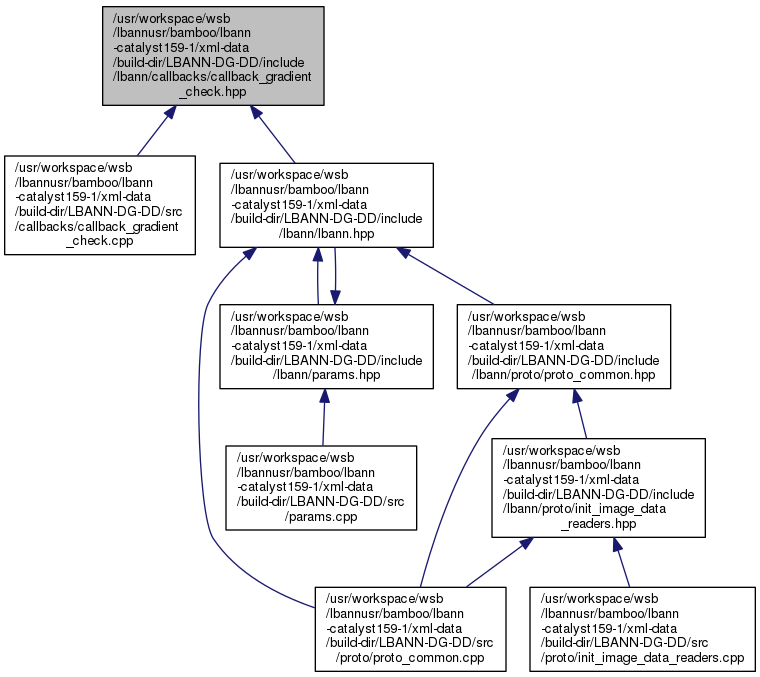 /usr/workspace/wsb
/lbannusr/bamboo/lbann
-catalyst159-1/xml-data
/build-dir/LBANN-DG-DD/include
/lbann/callbacks/callback_gradient
_check.hpp
/usr/workspace/wsb
/lbannusr/bamboo/lbann
-catalyst159-1/xml-data
/build-dir/LBANN-DG-DD/src
/callbacks/callback_gradient
_check.cpp
/usr/workspace/wsb
/lbannusr/bamboo/lbann
-catalyst159-1/xml-data
/build-dir/LBANN-DG-DD/include
/lbann/lbann.hpp
/usr/workspace/wsb
/lbannusr/bamboo/lbann
-catalyst159-1/xml-data
/build-dir/LBANN-DG-DD/include
/lbann/params.hpp
/usr/workspace/wsb
/lbannusr/bamboo/lbann
-catalyst159-1/xml-data
/build-dir/LBANN-DG-DD/include
/lbann/proto/proto_common.hpp
/usr/workspace/wsb
/lbannusr/bamboo/lbann
-catalyst159-1/xml-data
/build-dir/LBANN-DG-DD/src
/params.cpp
/usr/workspace/wsb
/lbannusr/bamboo/lbann
-catalyst159-1/xml-data
/build-dir/LBANN-DG-DD/include
/lbann/proto/init_image_data
_readers.hpp
/usr/workspace/wsb
/lbannusr/bamboo/lbann
-catalyst159-1/xml-data
/build-dir/LBANN-DG-DD/src
/proto/proto_common.cpp
/usr/workspace/wsb
/lbannusr/bamboo/lbann
-catalyst159-1/xml-data
/build-dir/LBANN-DG-DD/src
/proto/init_image_data_readers.cpp